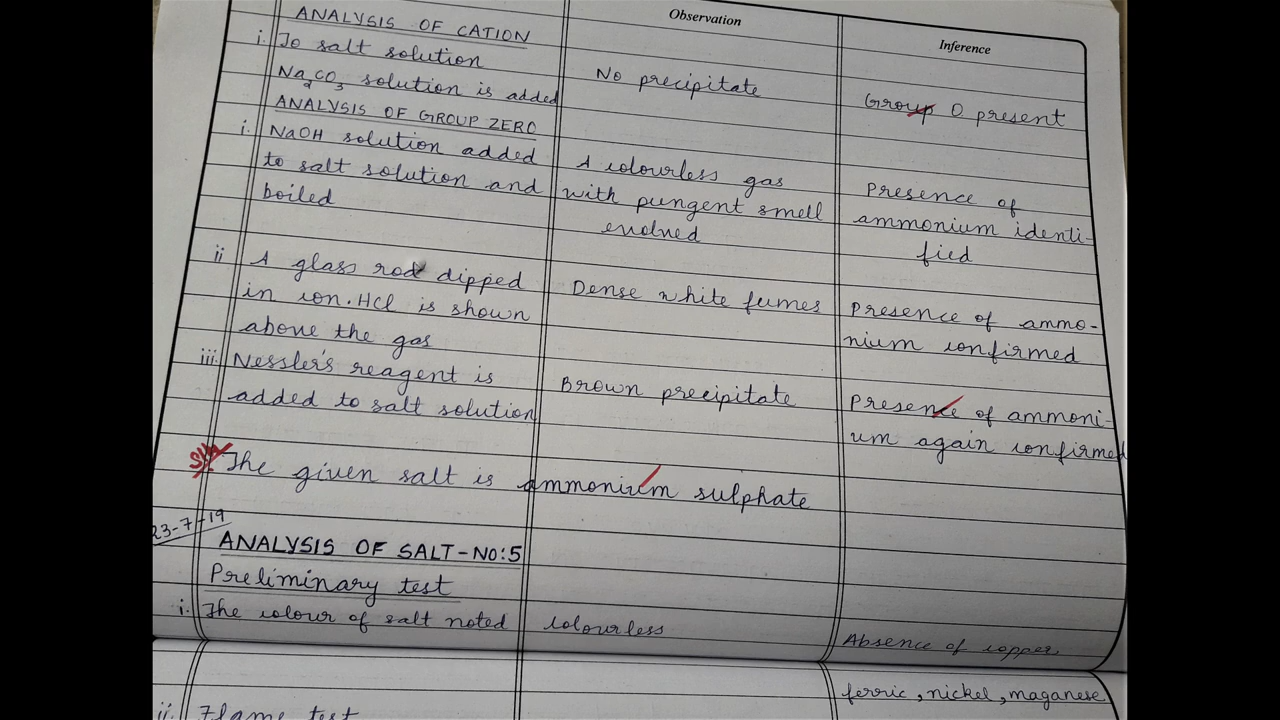 Observation
Inference
ANALYSIS OF CATION
i. To salt solution
Na2CO3 solution is added
No precipitate
Group 0 present
ANALYSIS OF GROUP ZERO
i. NaOH solution added
to salt solution and
boiled
A colourless gas
with pungent smell
evolved
Presence of
ammonium identi-
fied
ii A glass rod dipped
in con.HCl is shown
above the gas
Dense white fumes
Presence of ammo-
nium confirmed
iii. Nessler's reagent is
added to salt solution
Brown precipitate
Presence of ammoni-
um again confirmed
The given salt is ammonium sulphate
23-7-19
ANALYSIS OF SALT-NO:5
Preliminary test
i. The colour of salt noted
colourless
Absence of copper,
ferric, nickel, maganese
ii. Flame test